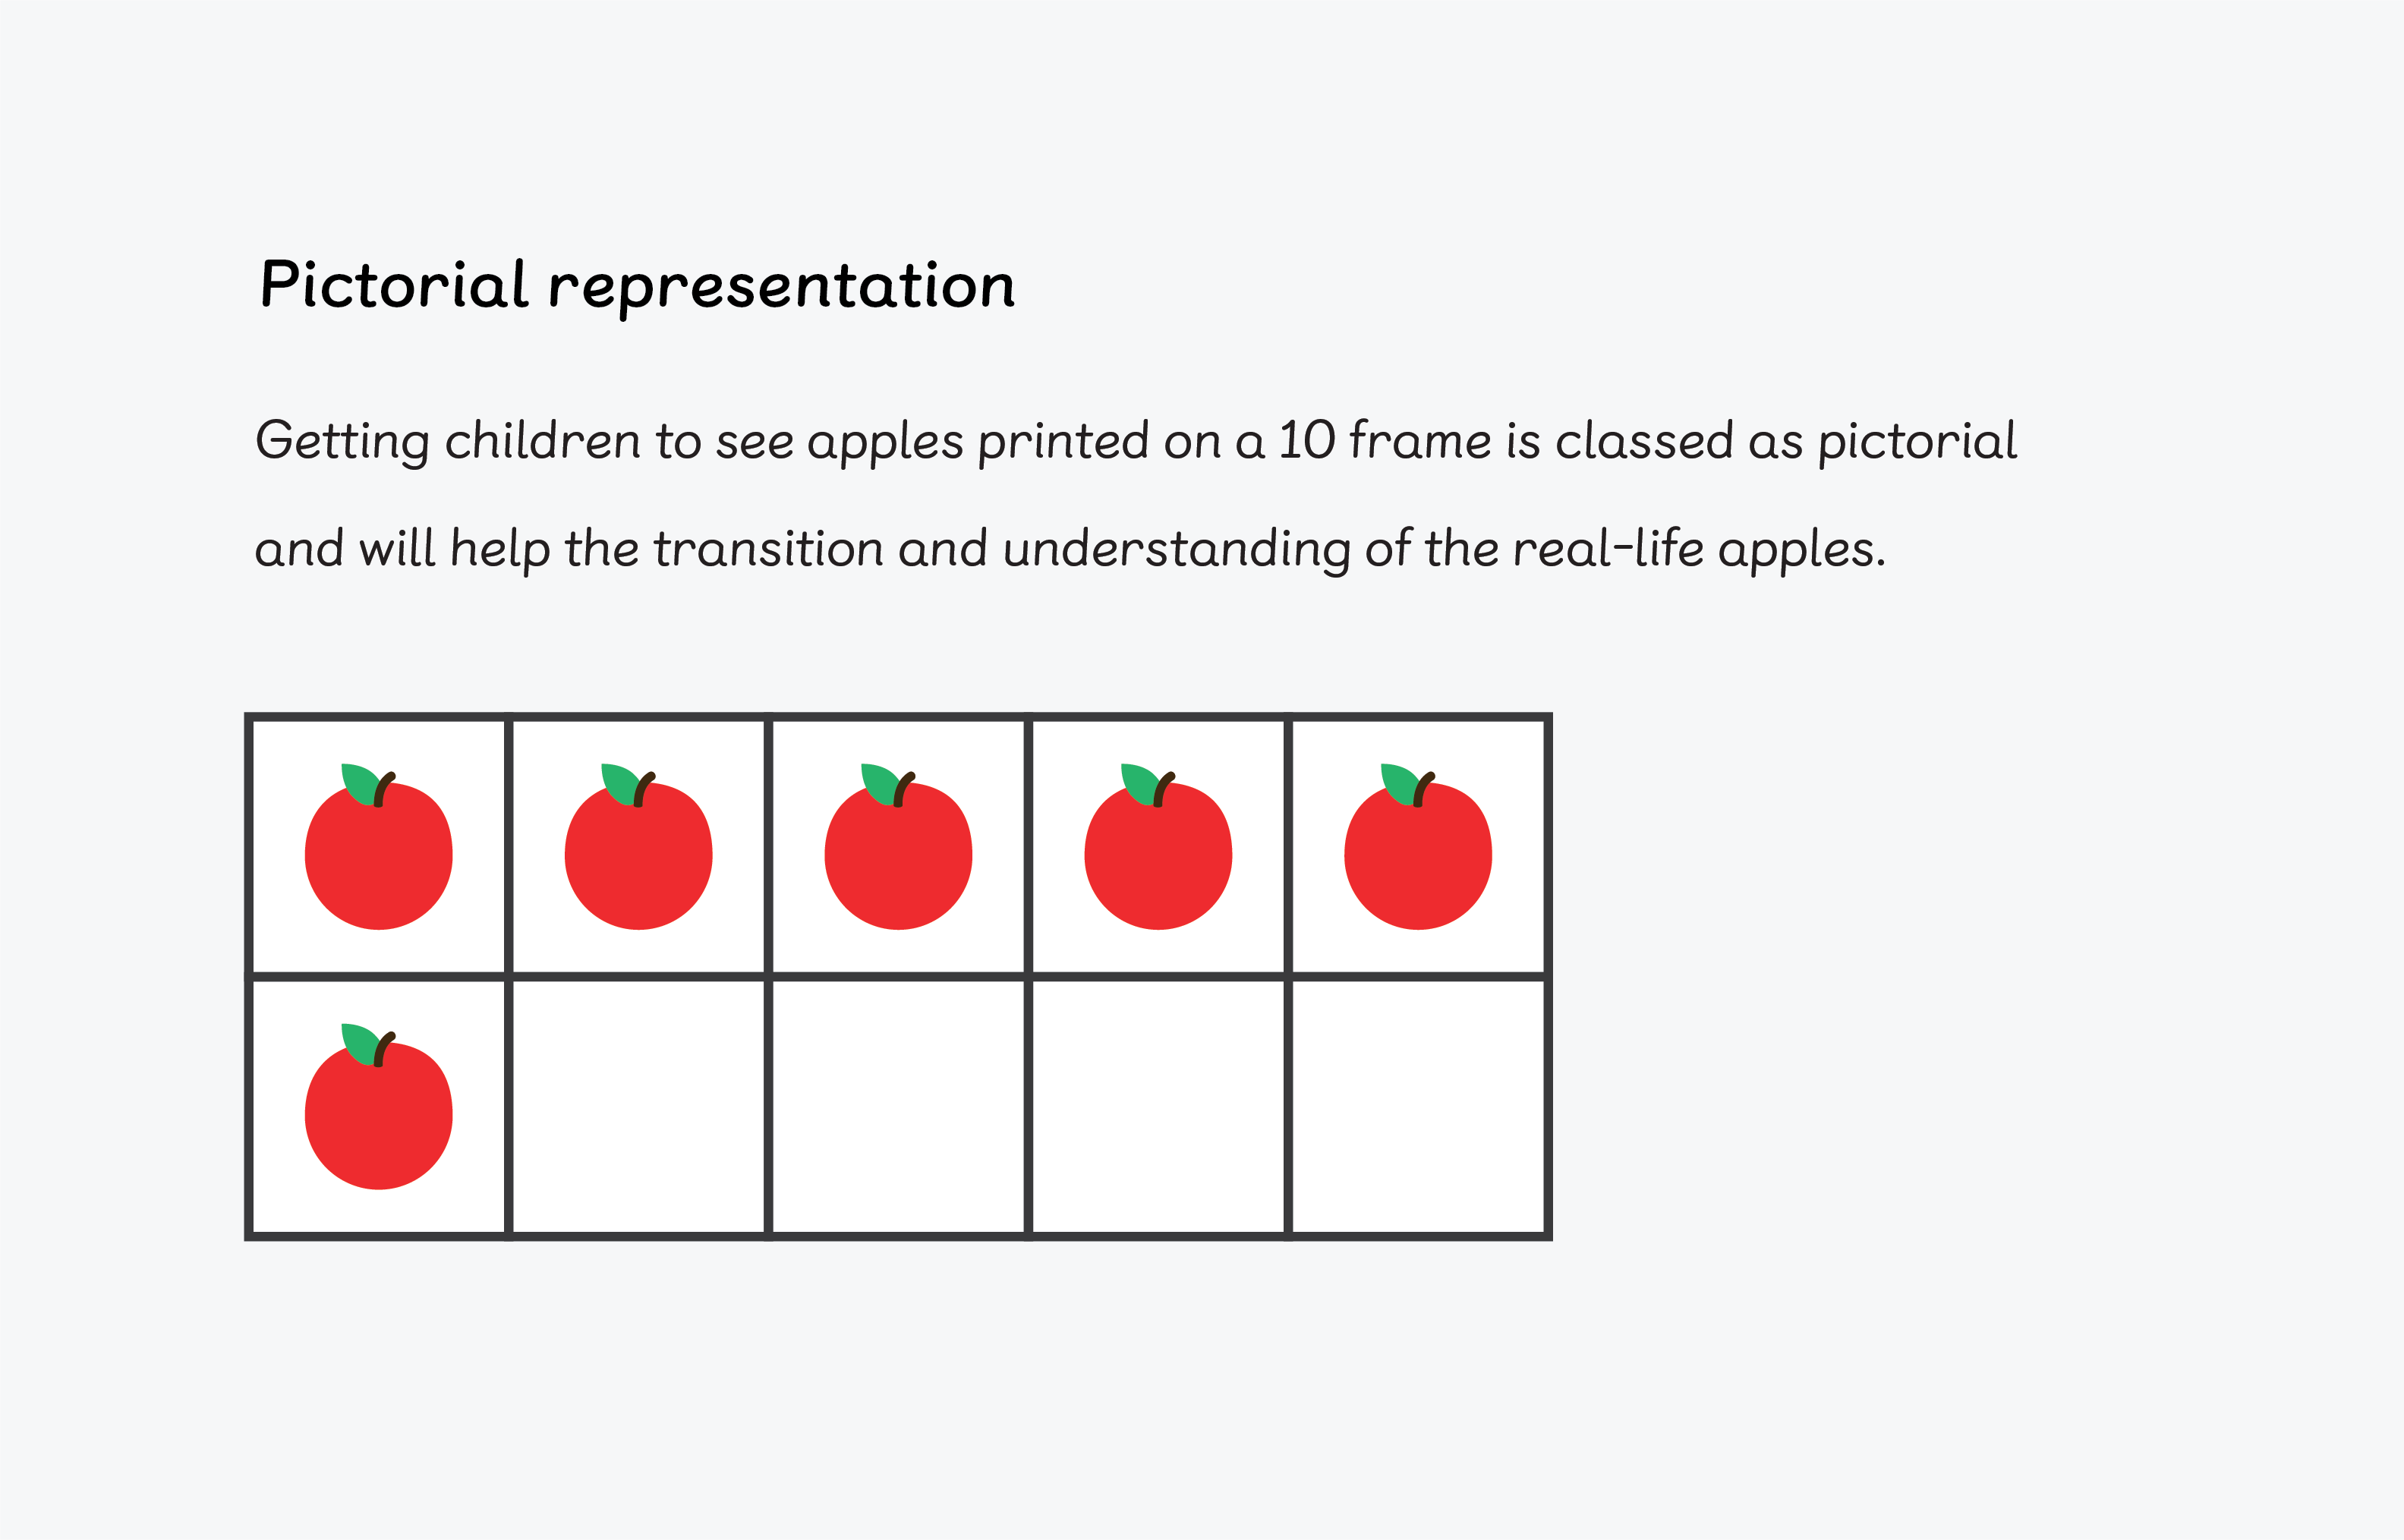 Pictorial representation
Getting children to see apples printed on a 10 frame is classed as pictorial
and will help the transition and understanding of the real-life apples.